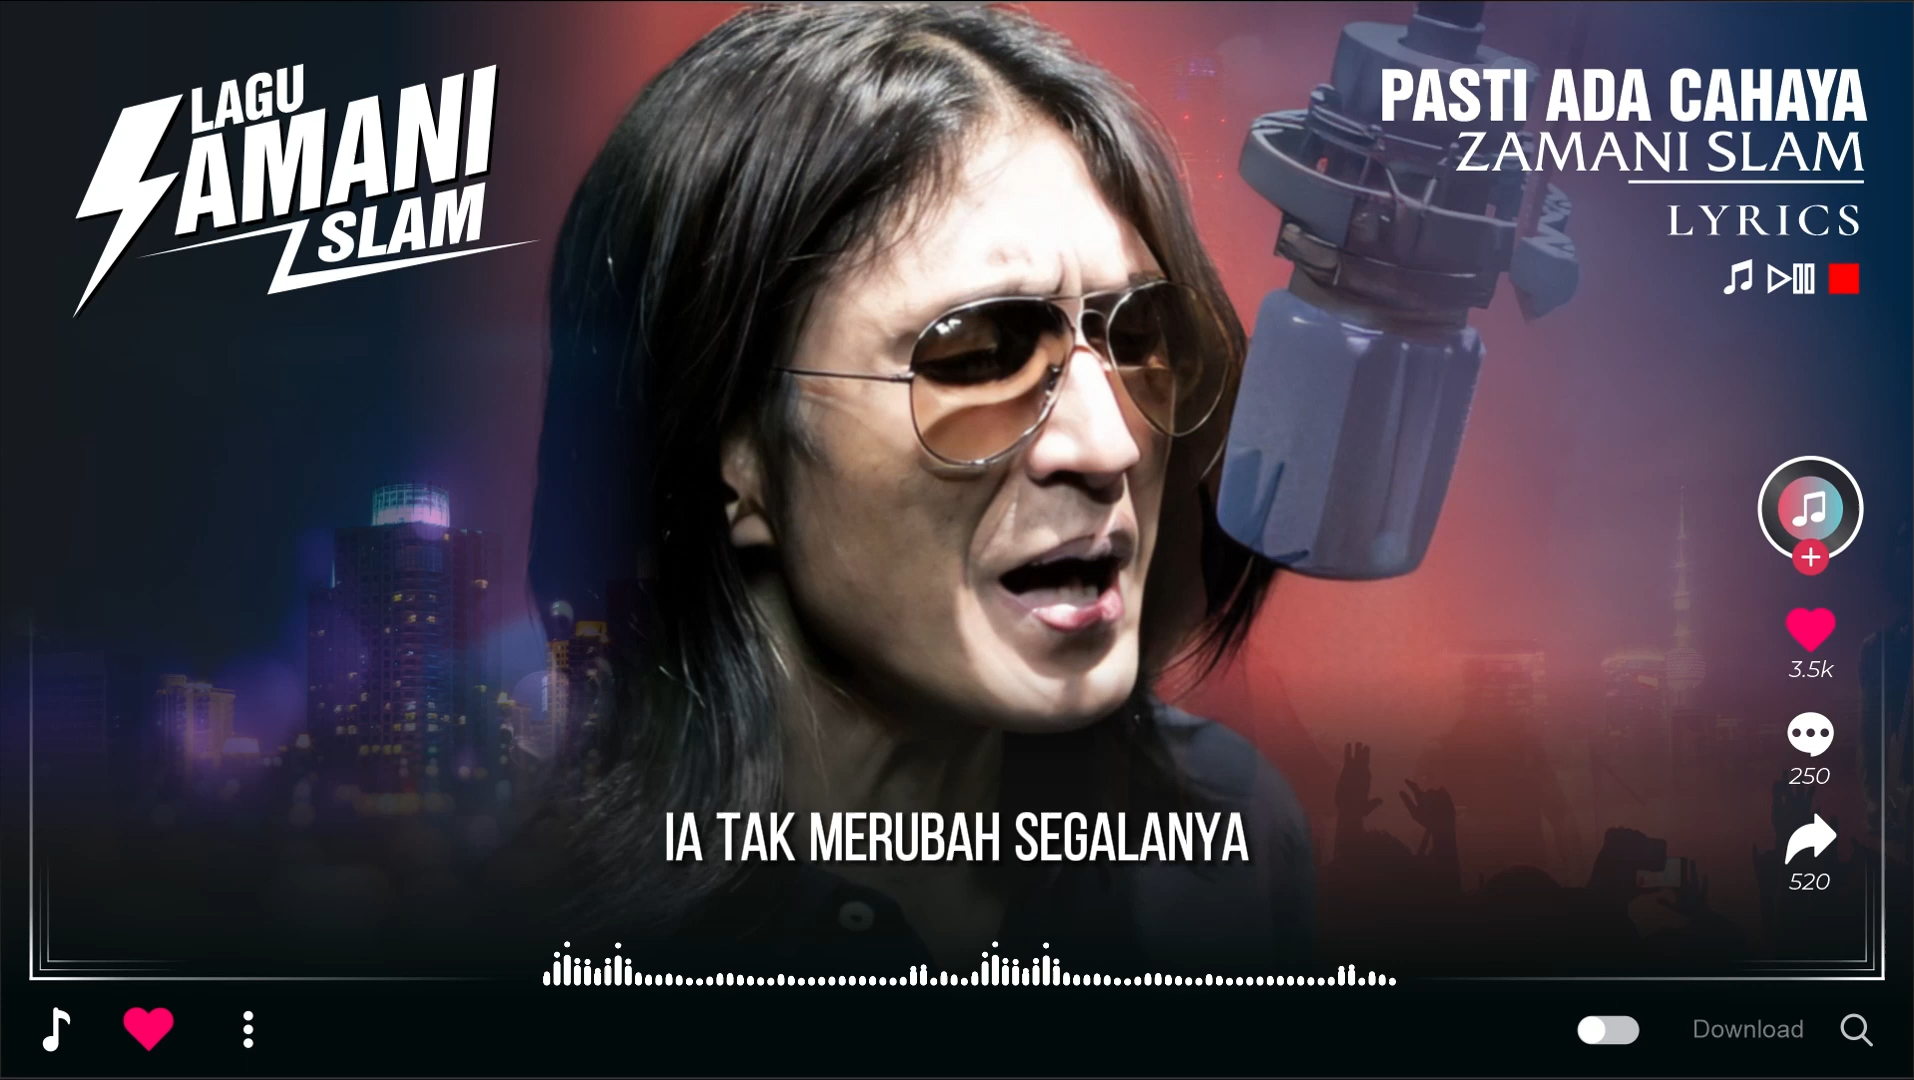 LAGU
ZAMANI
SLAM
PASTI ADA CAHAYA
ZAMANI SLAM
LYRICS
3.5k
250
520
IA TAK MERUBAH SEGALANYA
Download